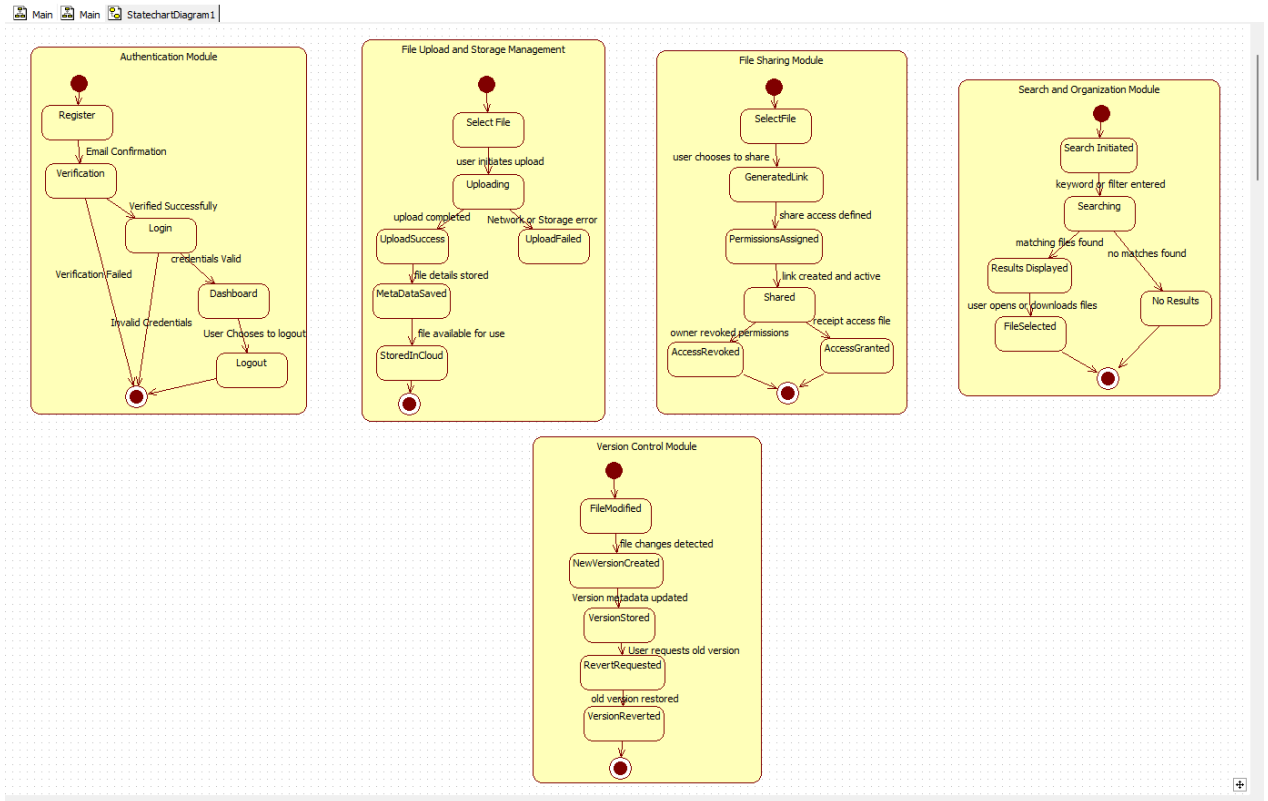 Main
Main
StatechartDiagram1
Authentication Module
Register
Email Confirmation
Verification
Verified Successfully
Login
credentials Valid
Verification Failed
Dashboard
Invalid Credentials
User Chooses to logout
Logout
File Upload and Storage Management
Select File
user initiates upload
Uploading
upload completed
Network or Storage error
UploadSuccess
UploadFailed
file details stored
MetaDataSaved
file available for use
StoredInCloud
File Sharing Module
SelectFile
user chooses to share
GeneratedLink
share access defined
PermissionsAssigned
link created and active
Shared
receipt access file
owner revoked permissions
AccessRevoked
AccessGranted
Search and Organization Module
Search Initiated
keyword or filter entered
Searching
matching files found
no matches found
Results Displayed
No Results
user opens or downloads files
FileSelected
Version Control Module
FileModified
file changes detected
NewVersionCreated
Version metadata updated
VersionStored
User requests old version
RevertRequested
old version restored
VersionReverted